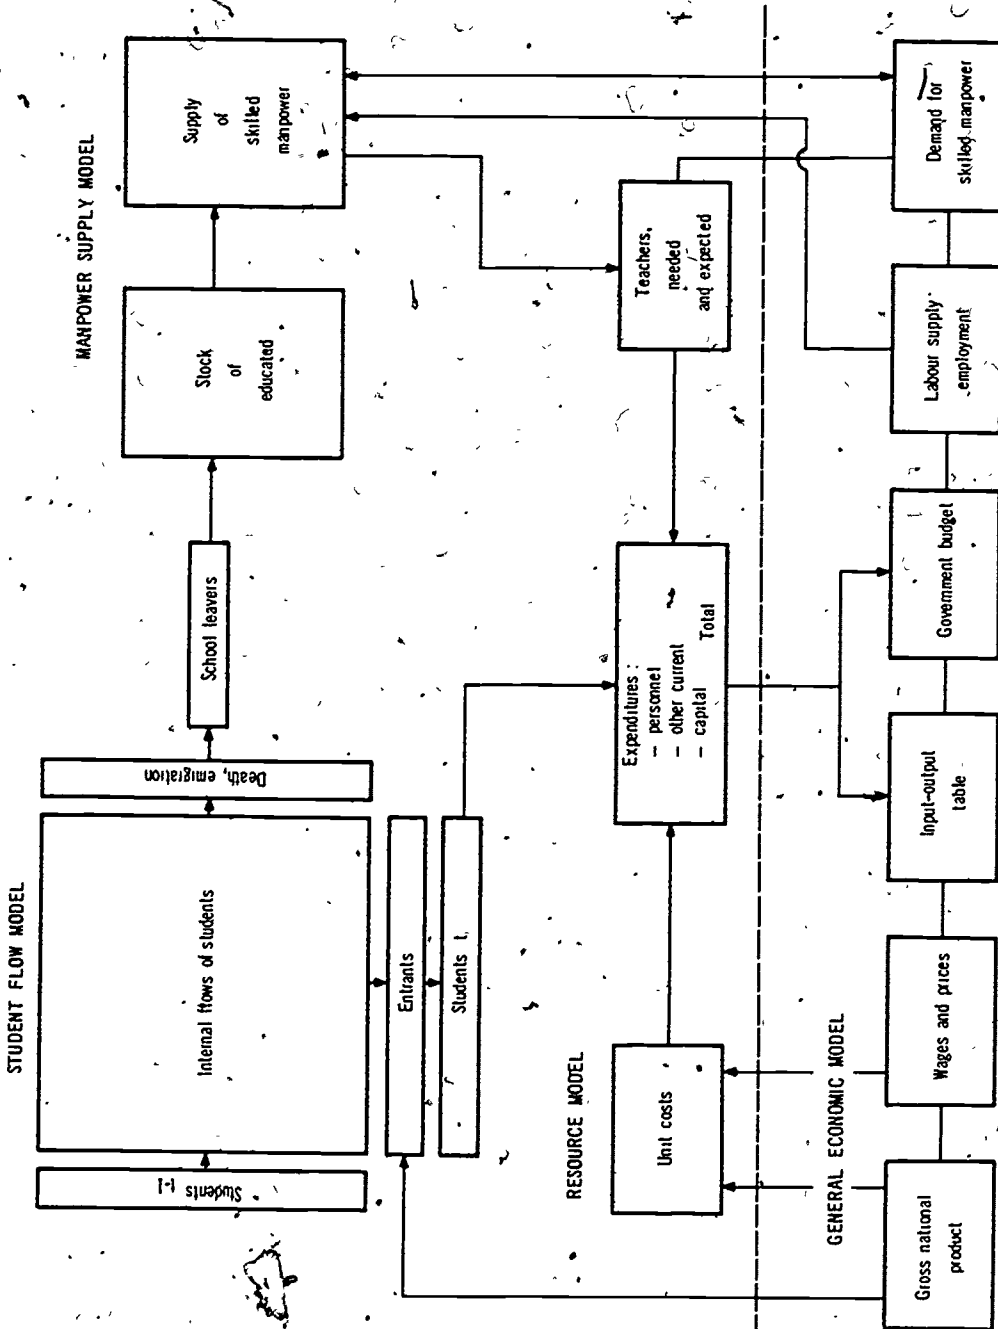 STUDENT FLOW MODEL
MANPOWER SUPPLY MODEL
Students t-1
Internal flows of students
Death, emigration
School leavers
Stock
of
educated
Supply
of
skilled
manpower
Entrants
Students t
RESOURCE MODEL
Unit costs
Expenditures :
— personnel
— other current
— capital
Total
Teachers,
needed
and expected
GENERAL ECONOMIC MODEL
Gross national
product
Wages and prices
Input-output
table
Government budget
Labour supply
employment
Demand for
skilled manpower